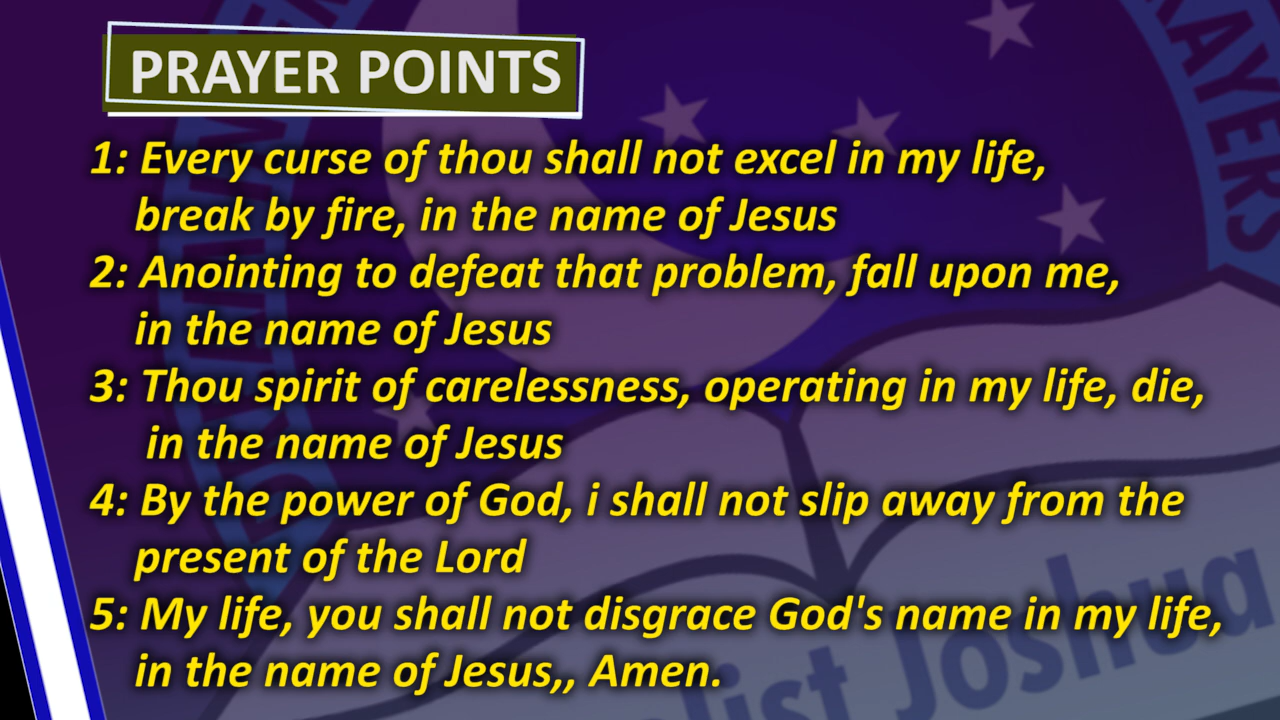 PRAYER POINTS
1: Every curse of thou shall not excel in my life,
break by fire, in the name of Jesus
2: Anointing to defeat that problem, fall upon me,
in the name of Jesus
3: Thou spirit of carelessness, operating in my life, die,
in the name of Jesus
4: By the power of God, i shall not slip away from the
present of the Lord
5: My life, you shall not disgrace God's name in my life,
in the name of Jesus,, Amen.
Joshua